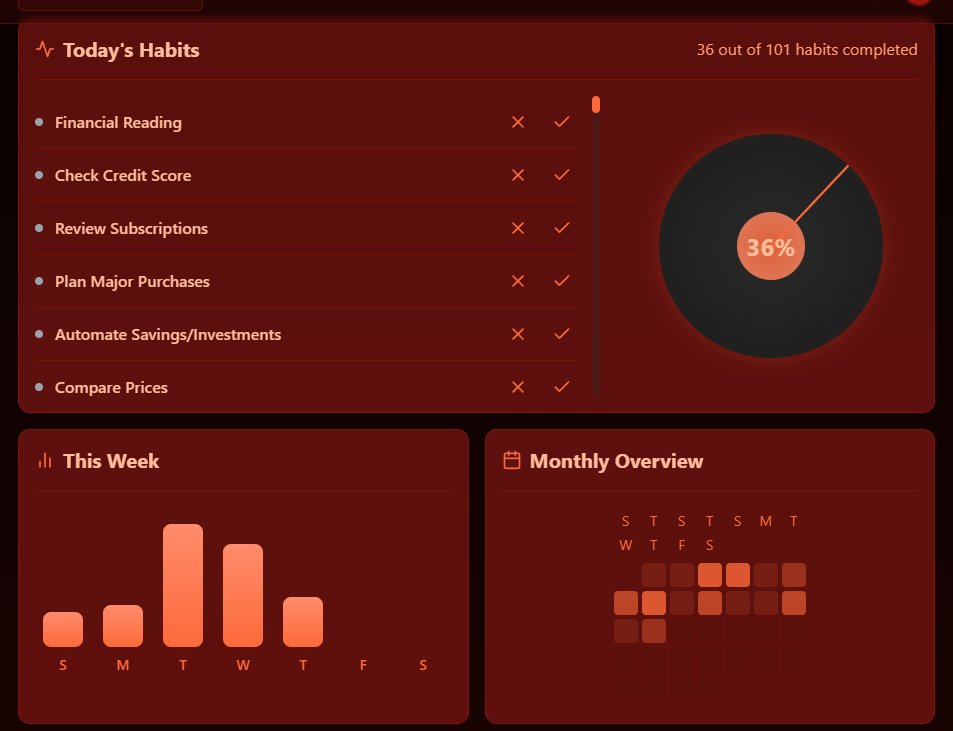 Today's Habits
36 out of 101 habits completed
Financial Reading
Check Credit Score
Review Subscriptions
Plan Major Purchases
Automate Savings/Investments
Compare Prices
36%
This Week
S M T W T F S
Monthly Overview
S T S T S M T
W T F S